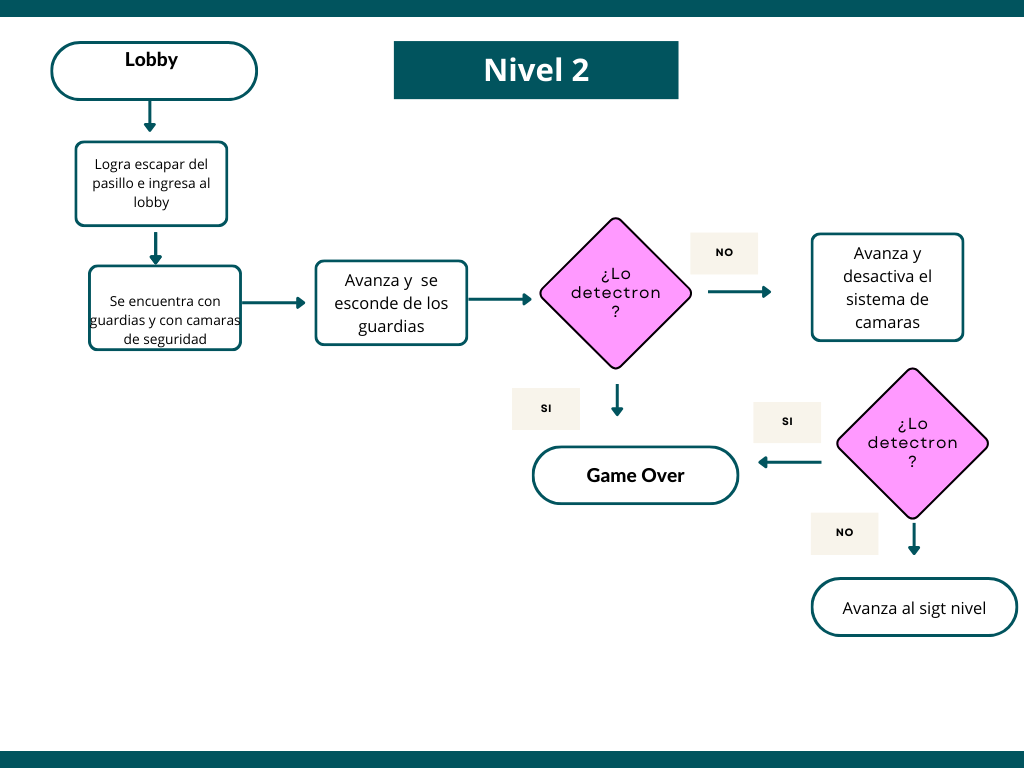 Lobby
Nivel 2
Logra escapar del
pasillo e ingresa al
lobby
Se encuentra con
guardias y con camaras
de seguridad
Avanza y  se
esconde de los
guardias
¿Lo
detectron
?
NO
Avanza y
desactiva el
sistema de
camaras
SI
Game Over
SI
¿Lo
detectron
?
NO
Avanza al sigt nivel